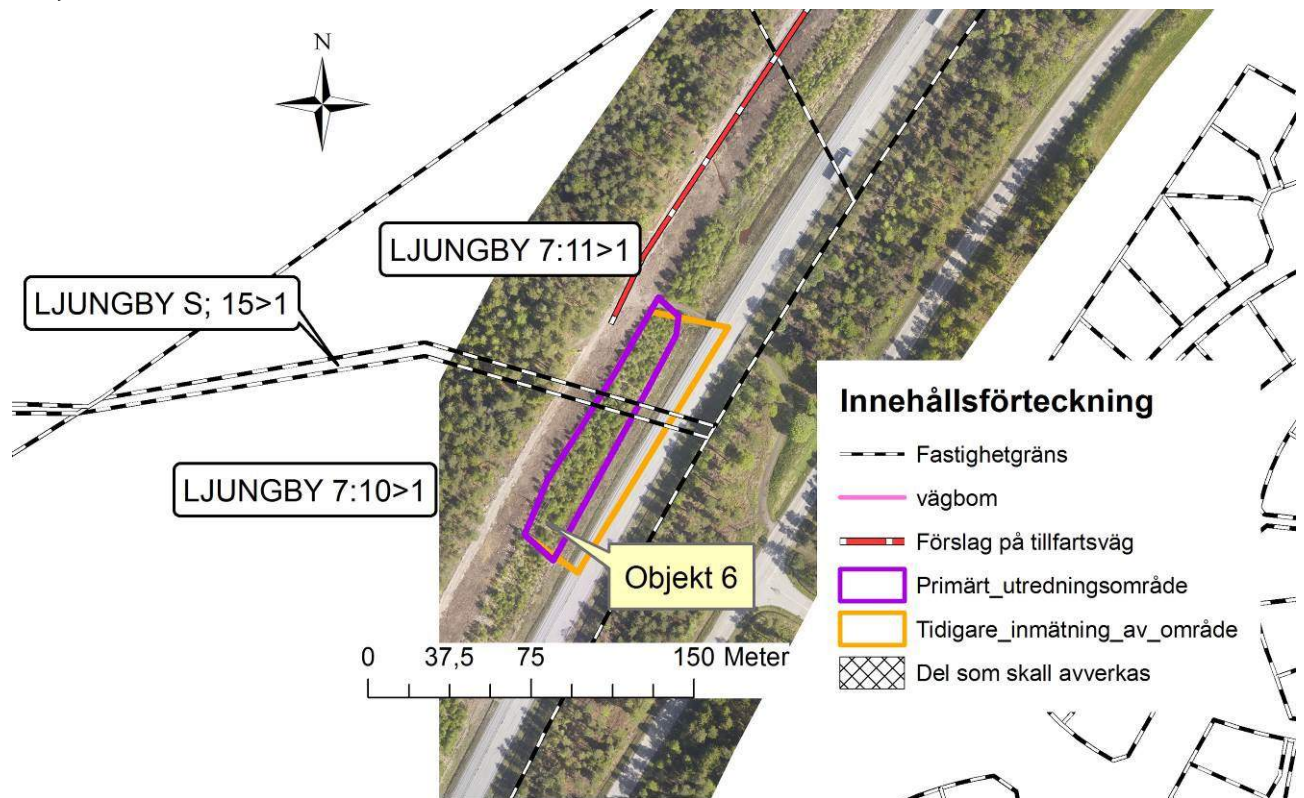 N
LJUNGBY 7:11>1
LJUNGBY S; 15>1
LJUNGBY 7:10>1
Objekt 6
0 37,5 75 150 Meter
Innehållsförteckning
Fastighetgräns
vägbom
Förslag på tillfartsväg
Primärt_utredningsområde
Tidigare_inmätning_av_område
Del som skall avverkas